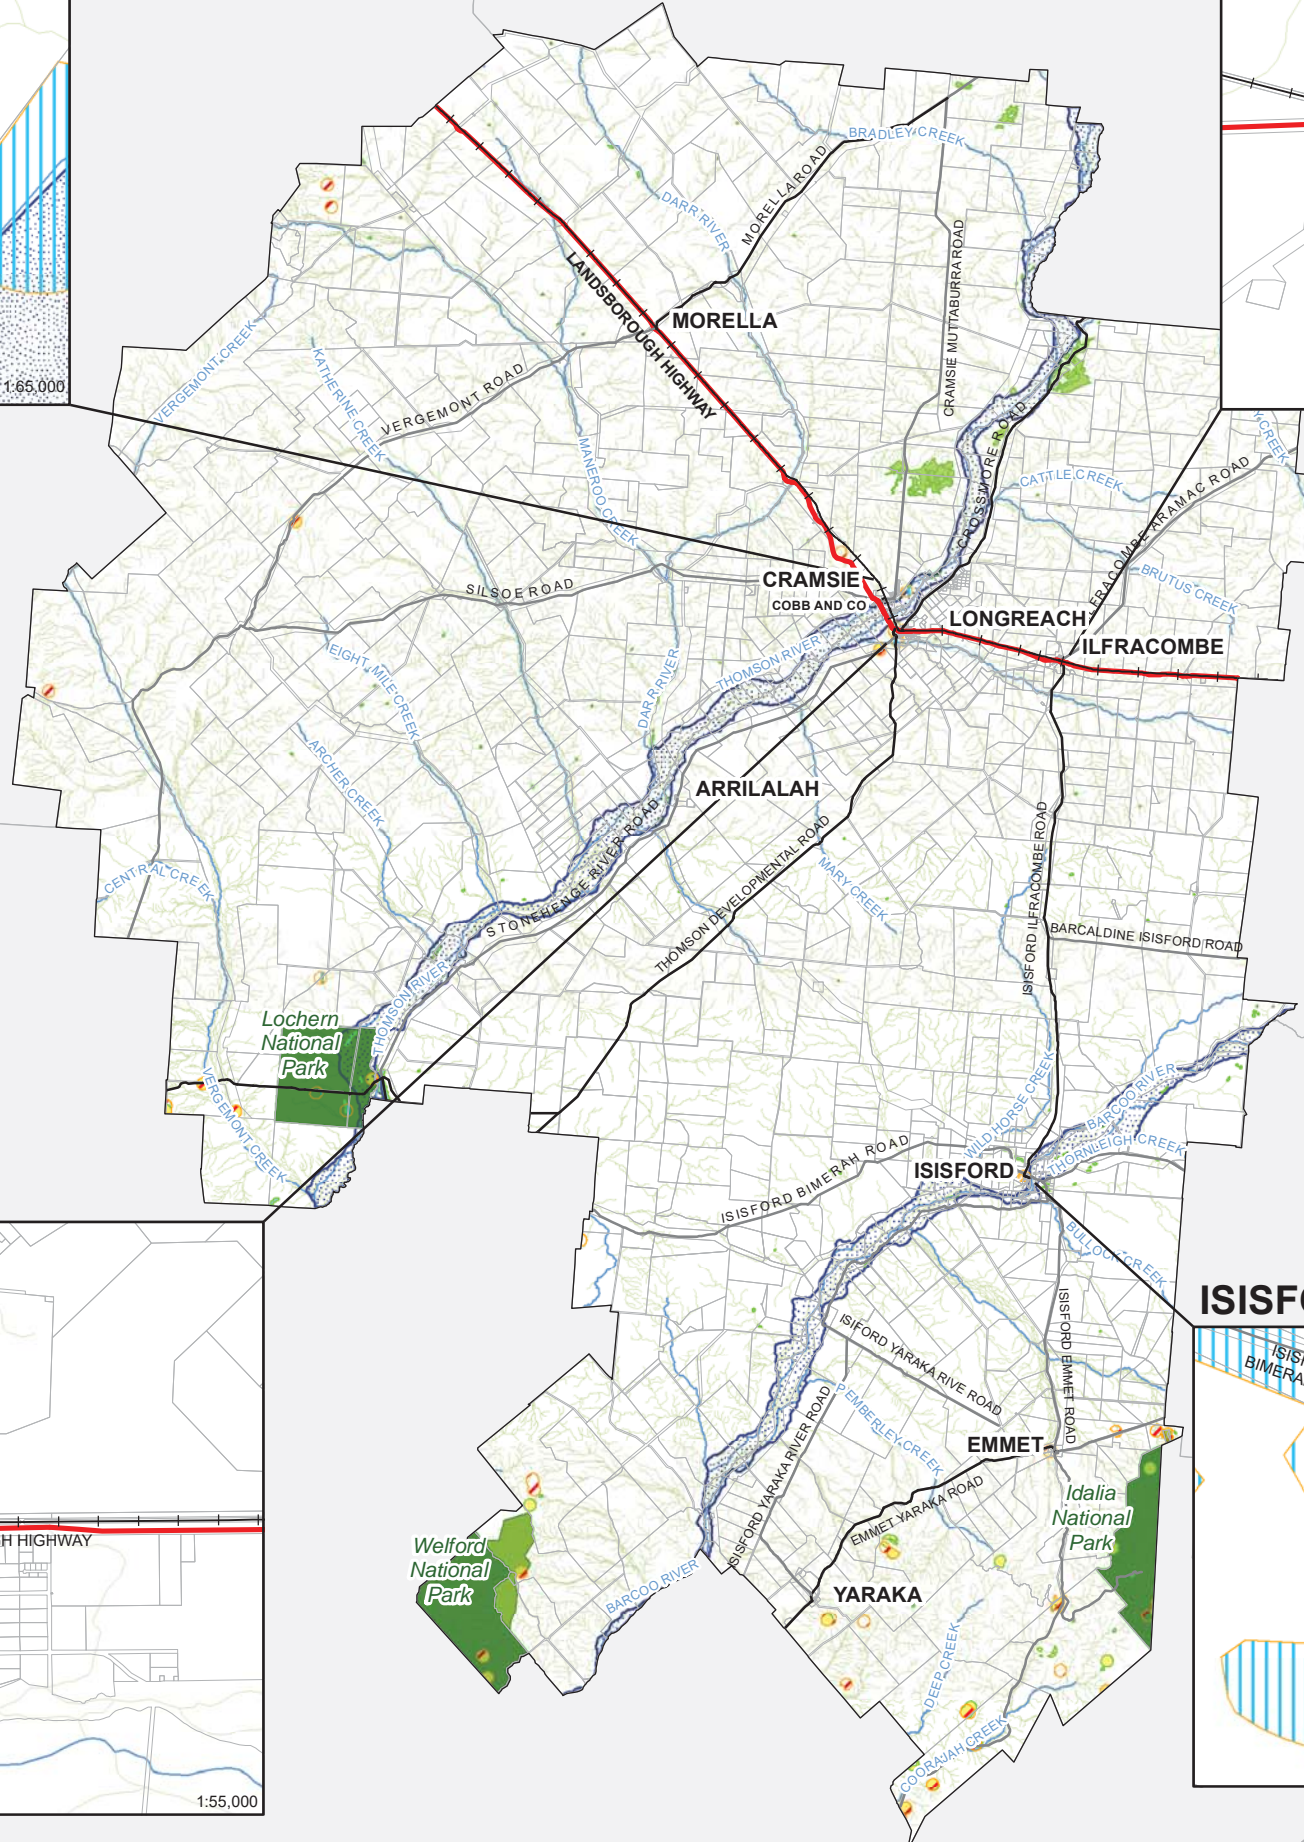 1:65,000
BRADLEY CREEK
MORELLA ROAD
DARR RIVER
CRAMSIE MUTTABURRA ROAD
LANDSBOROUGH HIGHWAY
MORELLA
VERGEMONT CREEK
KATHERINE CREEK
VERGEMONT ROAD
MANEROO CREEK
CROSSMORE ROAD
CATTLE CREEK
Y CREEK
ILFRACOMBE ARAMAC ROAD
BRUTUS CREEK
SILSOE ROAD
CRAMSIE
COBB AND CO
LONGREACH
ILFRACOMBE
THOMSON RIVER
DARR RIVER
EIGHT MILE CREEK
ARCHER CREEK
ARRILALAH
STONEHENGE RIVER ROAD
THOMSON DEVELOPMENTAL ROAD
MARY CREEK
ISISFORD ILFRACOMBE ROAD
BARCALDINE ISISFORD ROAD
CENTRAL CREEK
THOMSON RIVER
Lochern
National
Park
VERGEMONT CREEK
WILD HORSE CREEK
BARCOO RIVER
THORNLEIGH CREEK
ISISFORD BIMERAH ROAD
ISISFORD
BULLOCK CREEK
ISISFORD EMMET ROAD
ISISFO
ISISF
BIMERA
ISIFORD YARAKA RIVE ROAD
PEMBERLEY CREEK
ISISFORD YARAKA RIVER ROAD
EMMET
EMMET YARAKA ROAD
Idalia
National
Park
Welford
National
Park
BARCOO RIVER
YARAKA
DEEP CREEK
COORAJAH CREEK
H HIGHWAY
1:55,000